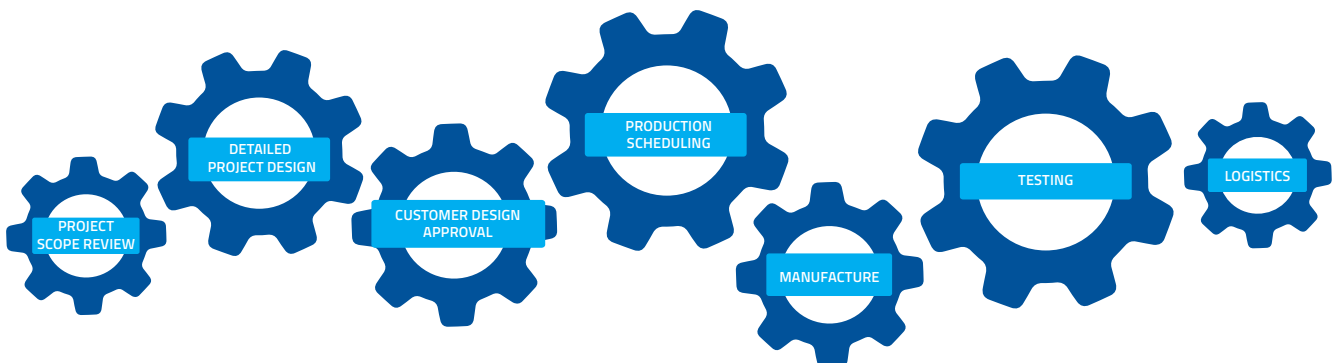 PROJECT
SCOPE REVIEW
DETAILED
PROJECT DESIGN
CUSTOMER DESIGN
APPROVAL
PRODUCTION
SCHEDULING
MANUFACTURE
TESTING
LOGISTICS